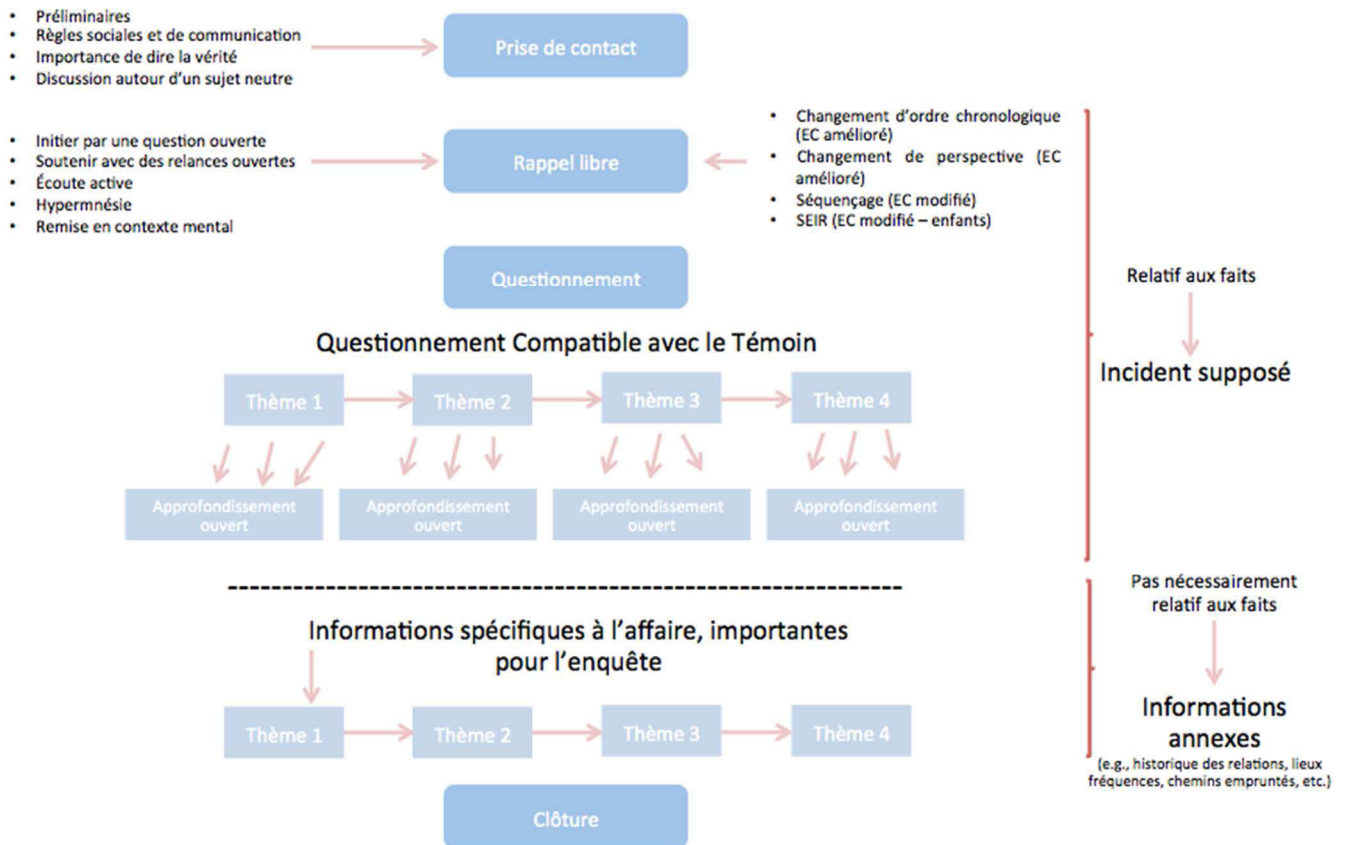 • Préliminaires
• Règles sociales et de communication
• Importance de dire la vérité
• Discussion autour d'un sujet neutre
Prise de contact
• Initier par une question ouverte
• Soutenir avec des relances ouvertes
• Écoute active
• Hypermnésie
• Remise en contexte mental
Rappel libre
• Changement d'ordre chronologique
(EC amélioré)
• Changement de perspective (EC
amélioré)
• Séquençage (EC modifié)
• SEIR (EC modifié – enfants)
Questionnement
Relatif aux faits
Incident supposé
Questionnement Compatible avec le Témoin
Thème 1
Thème 2
Thème 3
Thème 4
Approfondissement
ouvert
Approfondissement
ouvert
Approfondissement
ouvert
Approfondissement
ouvert
Informations spécifiques à l'affaire, importantes
pour l'enquête
Thème 1
Thème 2
Thème 3
Thème 4
Pas nécessairement
relatif aux faits
Informations
annexes
(e.g., historique des relations, lieux
fréquences, chemins empruntés, etc.)
Clôture